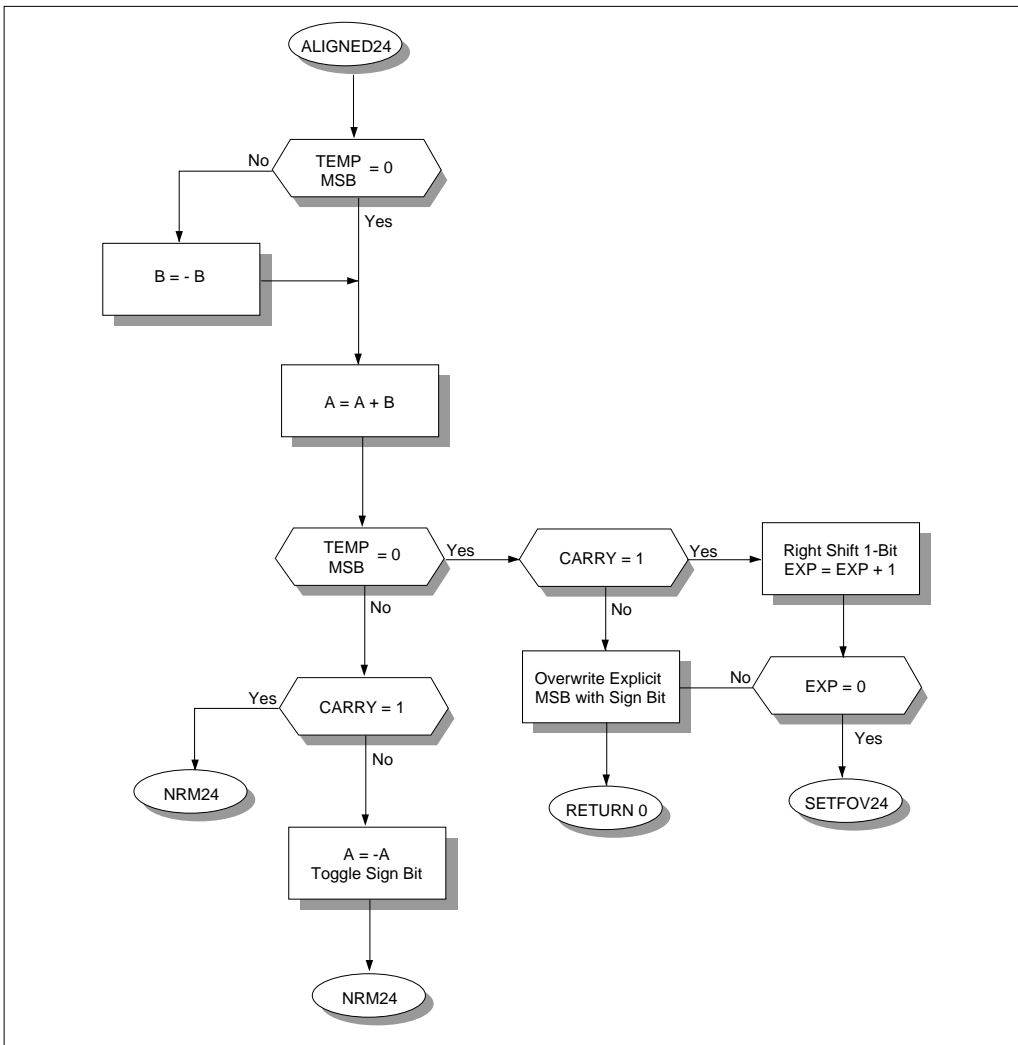 ALIGNED24
TEMP
MSB
= 0
No
Yes
B = - B
A = A + B
TEMP
MSB
= 0
Yes
CARRY = 1
Yes
Right Shift 1-Bit
EXP = EXP + 1
No
No
Overwrite Explicit
MSB with Sign Bit
No
EXP = 0
Yes
CARRY = 1
Yes
No
NRM24
RETURN 0
SETFOV24
A = -A
Toggle Sign Bit
NRM24